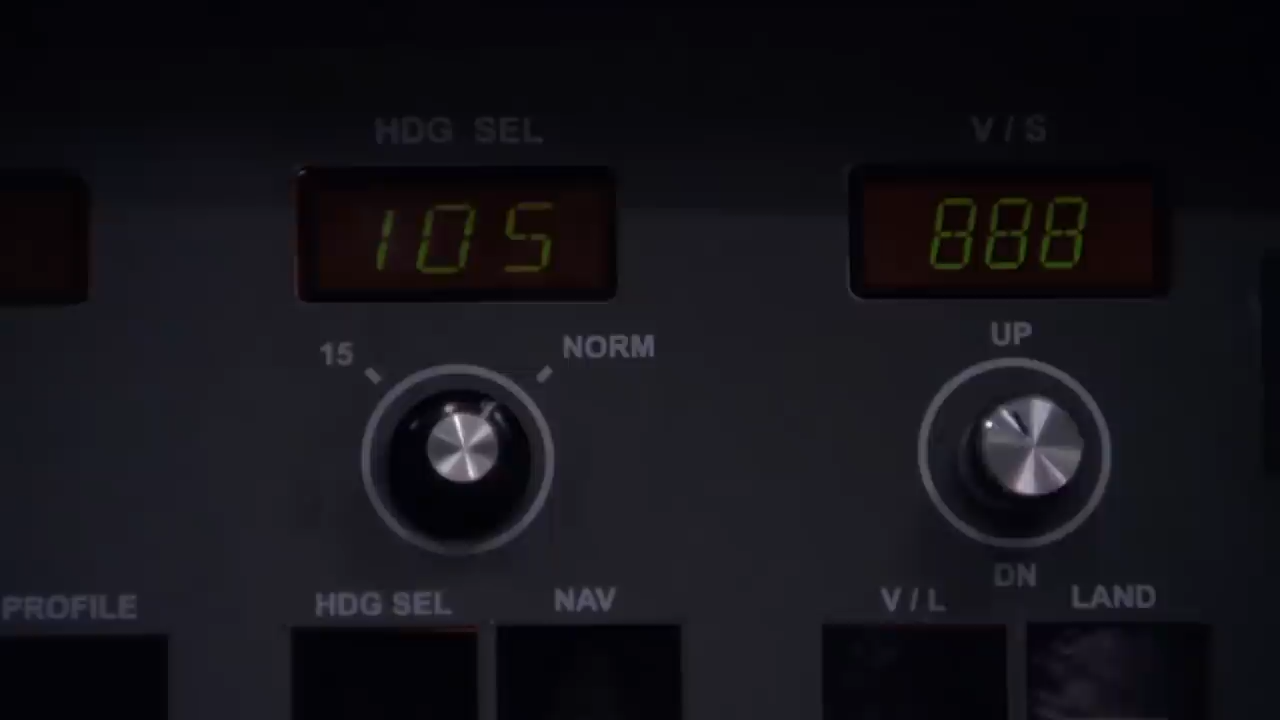 HDG SEL V / S
105 888
15 NORM UP
DN
PROFILE HDG SEL NAV V / L LAND